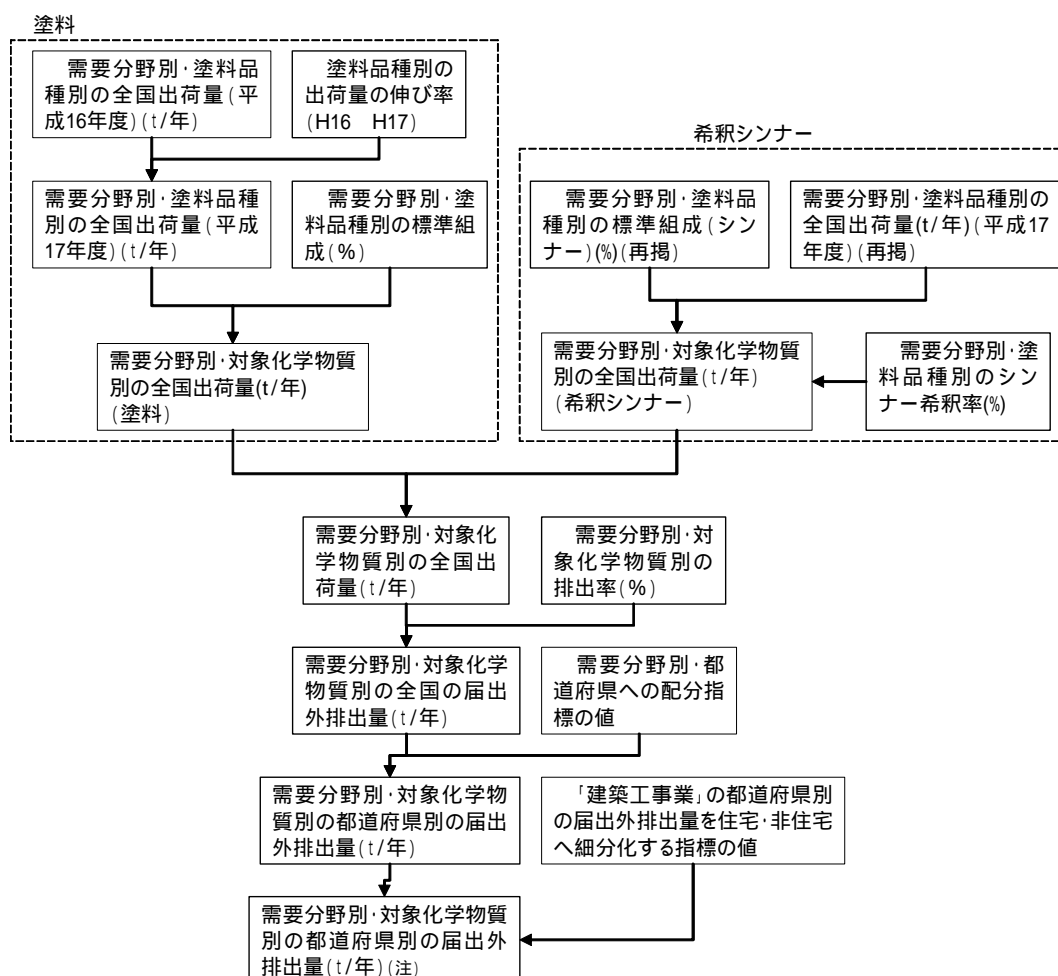 塗料
需要分野別・塗料品
種別の全国出荷量(平
成16年度)(t/年)
塗料品種別の
出荷量の伸び率
(H16 H17)
需要分野別・塗料品種
別の全国出荷量(平成
17年度)(t/年)
需要分野別・塗
料品種別の標準組
成(%)
需要分野別・対象化学物質
別の全国出荷量(t/年)
(塗料)
希釈シンナー
需要分野別・塗料品
種別の標準組成(シン
ナー)(%)(再掲)
需要分野別・塗料品種別の
全国出荷量(t/年)(平成17
年度)(再掲)
需要分野別・対象化学物質
別の全国出荷量(t/年)
(希釈シンナー)
需要分野別・塗
料品種別のシン
ナー希釈率(%)
需要分野別・対象化
学物質別の全国出
荷量(t/年)
需要分野別・対
象化学物質別の
排出率(%)
需要分野別・対象化学
物質別の全国の届出
外排出量(t/年)
需要分野別・都
道府県への配分指
標の値
需要分野別・対象化学物
質別の都道府県別の届出
外排出量(t/年)
「建築工事業」の都道府県別
の届出外排出量を住宅・非住宅
へ細分化する指標の値
需要分野別・対象化学物質
別の都道府県別の届出外
排出量(t/年)(注)